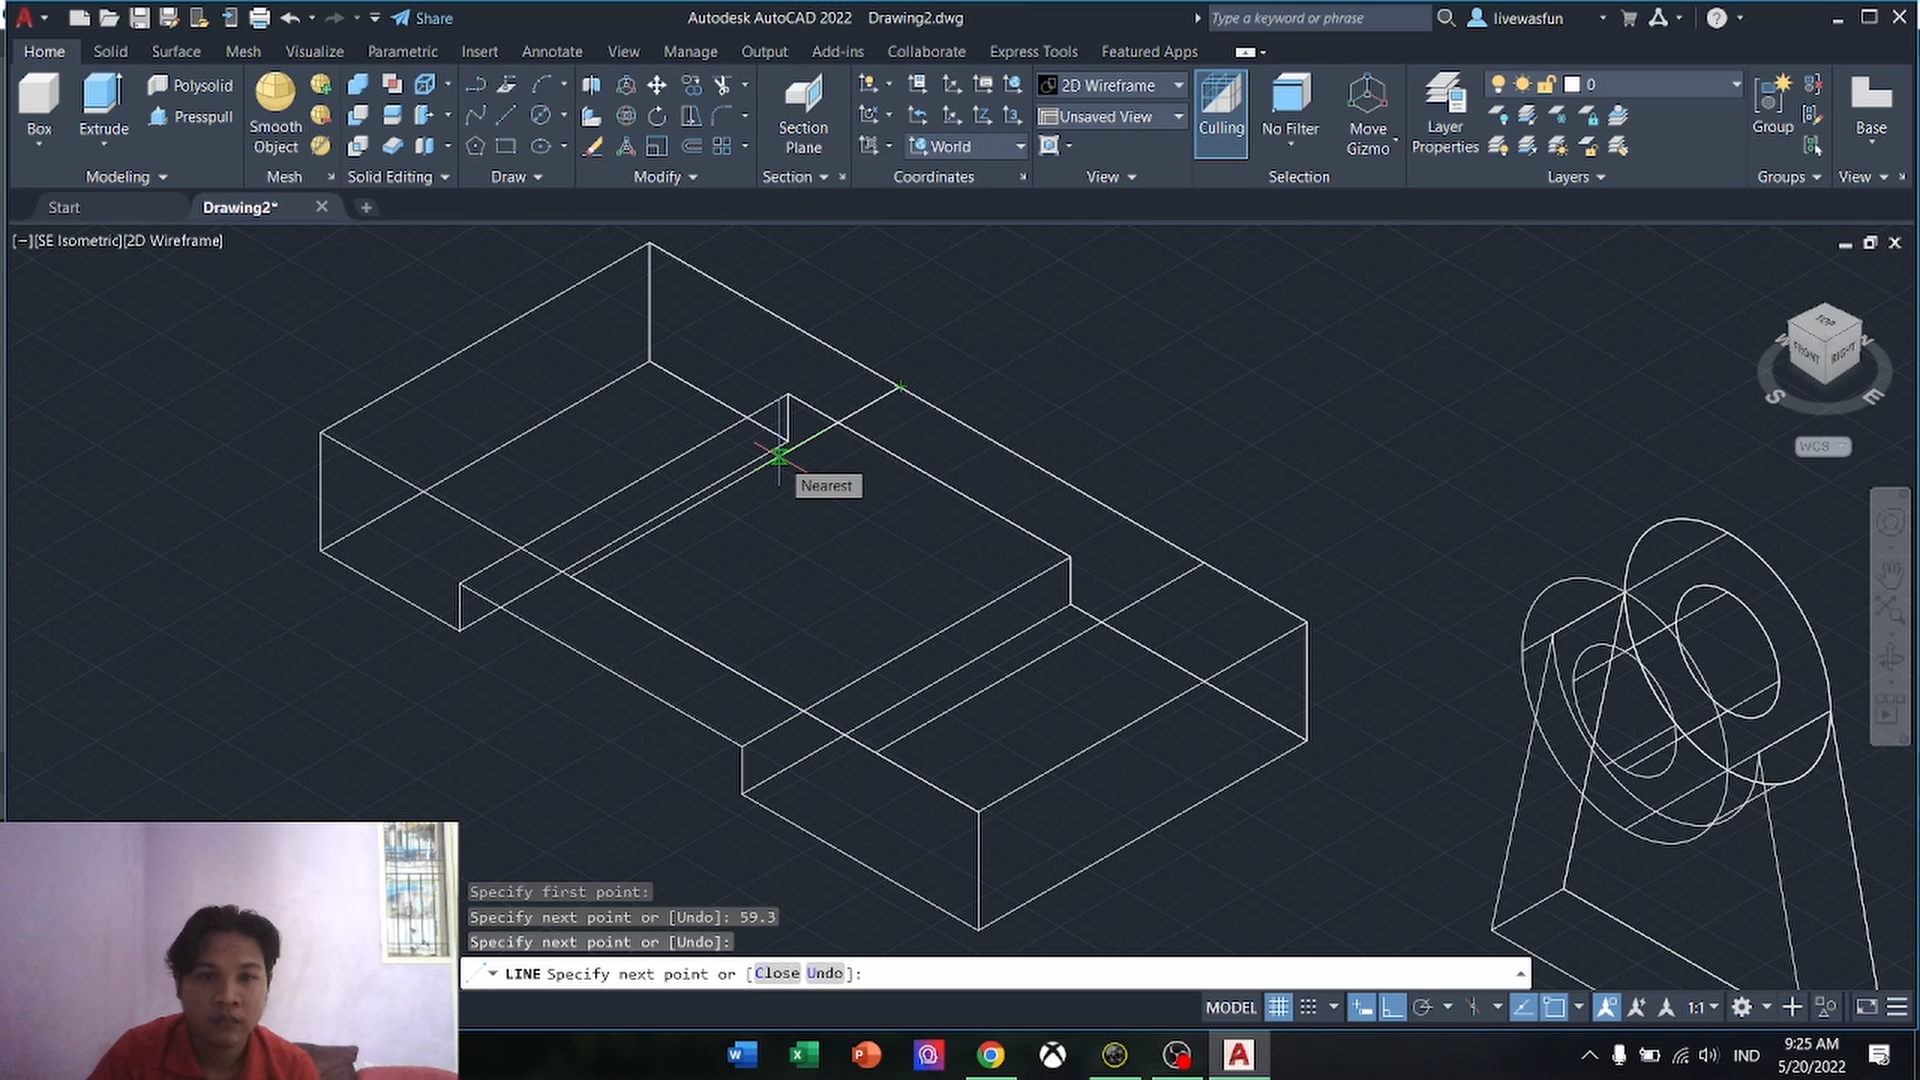 Share
Autodesk AutoCAD 2022 Drawing2.dwg
Type a keyword or phrase
livewasfun
Home Solid Surface Mesh Visualize Parametric Insert Annotate View Manage Output Add-ins Collaborate Express Tools Featured Apps
Box
Extrude
Polysolid
Presspull
Smooth
Object
Section
Plane
World
2D Wireframe
Unsaved View
Culling
No Filter
Move
Gizmo
Layer
Properties
0
Group
Base
Modeling Mesh Solid Editing Draw Modify Section Coordinates View Selection Layers Groups View
Start Drawing2*
[−][SE Isometric][2D Wireframe]
TOP
FRONT
RIGHT
S
E
WCS
Nearest
Specify first point:
Specify next point or [Undo]: 59.3
Specify next point or [Undo]:
LINE Specify next point or [Close Undo]:
MODEL 1:1
IND
9:25 AM
5/20/2022